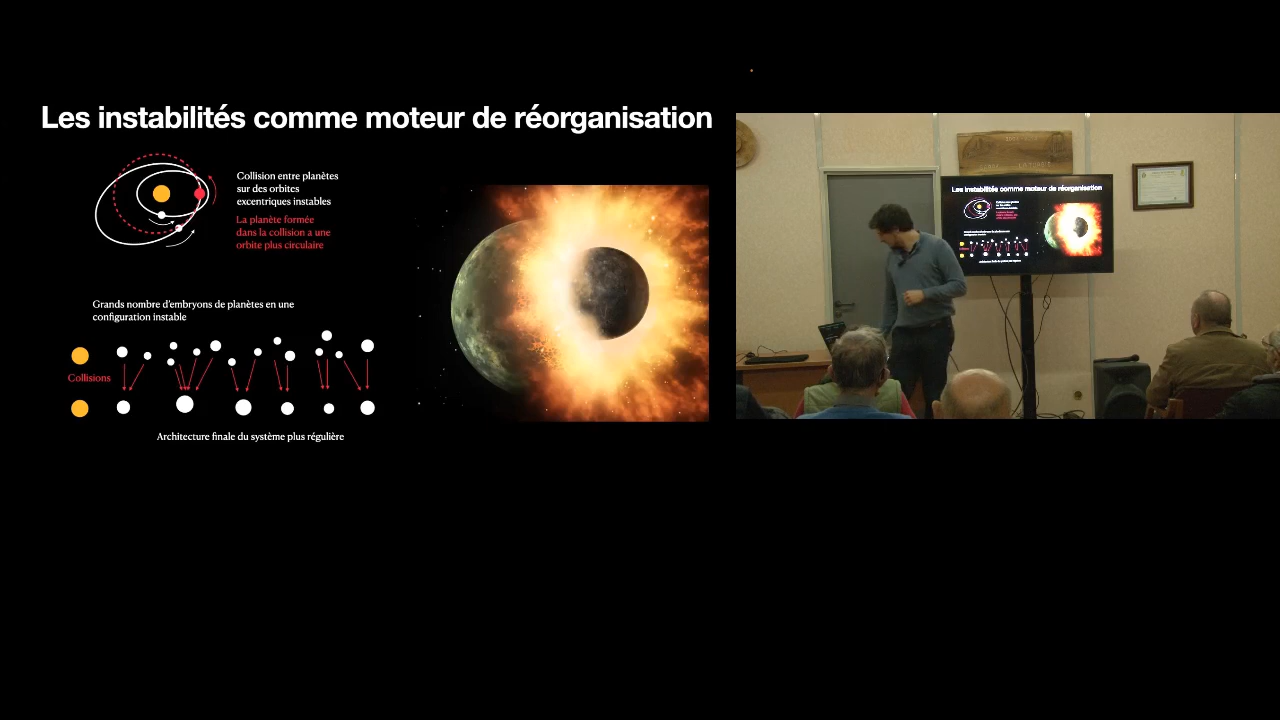 Les instabilités comme moteur de réorganisation
Collision entre planètes
sur des orbites
excentriques instables
La planète formée
dans la collision a une
orbite plus circulaire
Grands nombre d'embryons de planètes en une
configuration instable
Collisions
Architecture finale du système plus régulière
Les instabilités comme moteur de réorganisation